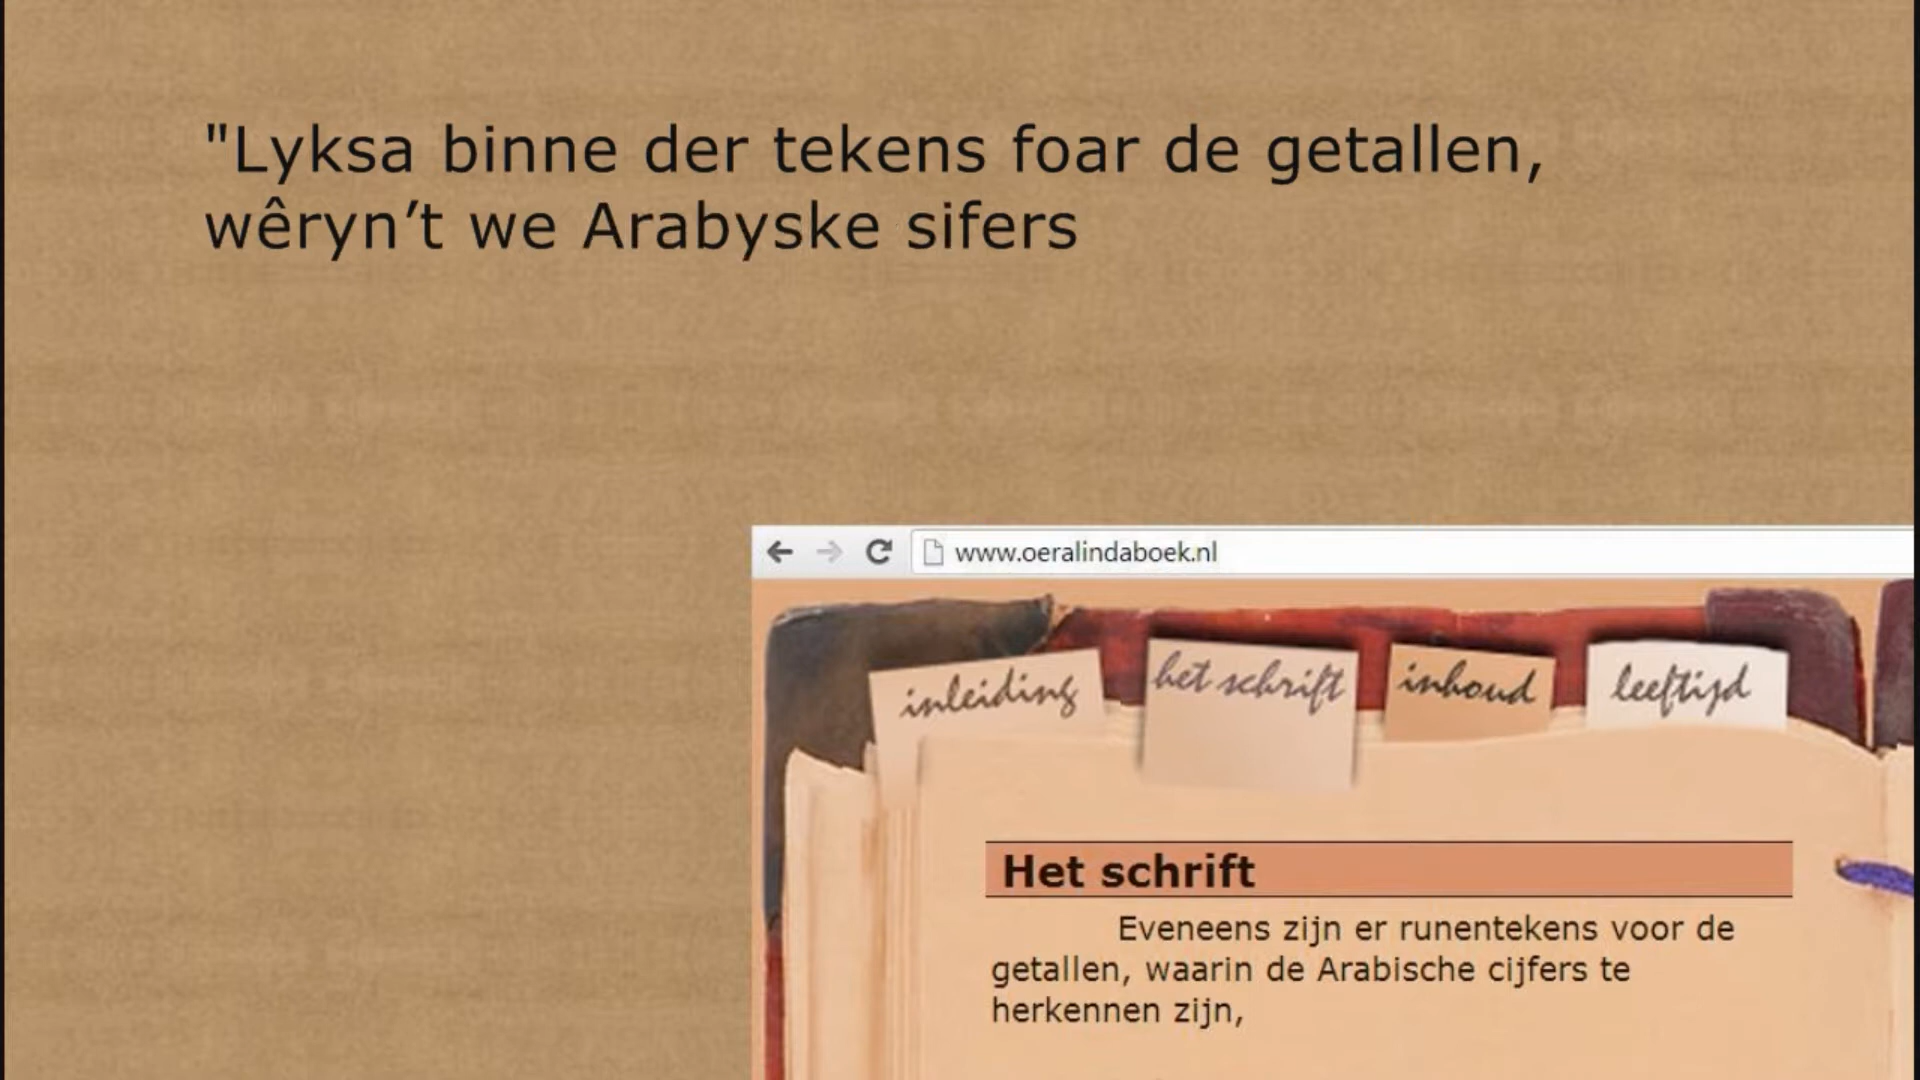 "Lyksa binne der tekens foar de getallen,
wêryn’t we Arabyske sifers
www.oeralindaboek.nl
inleiding
het schrift
inhoud
leeftijd
Het schrift
Eveneens zijn er runentekens voor de
getallen, waarin de Arabische cijfers te
herkennen zijn,